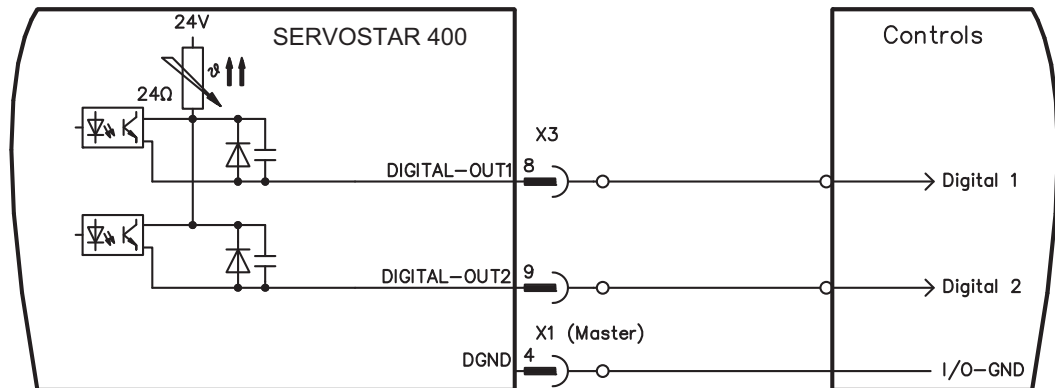 24V
SERVOSTAR 400
Controls
ϑ
24Ω
X3
DIGITAL-OUT1
8
Digital 1
DIGITAL-OUT2
9
Digital 2
X1 (Master)
DGND
4
I/O-GND